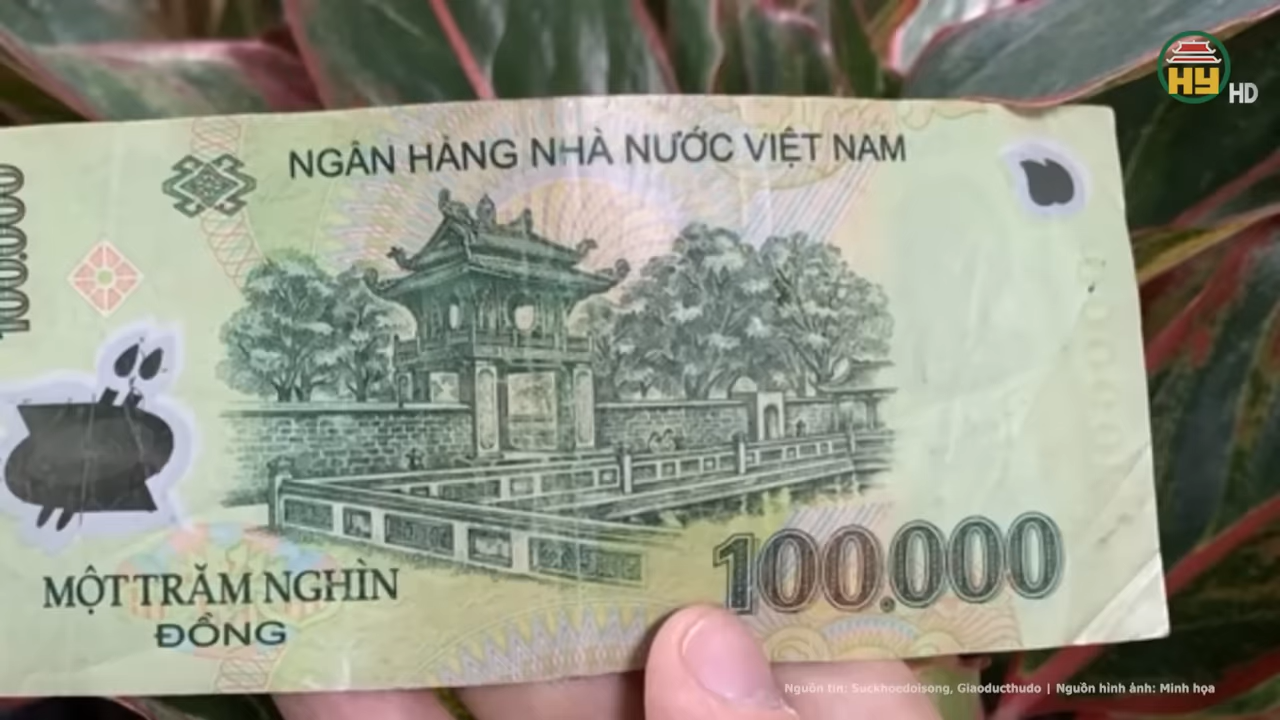 HY HD
NGÂN HÀNG NHÀ NƯỚC VIỆT NAM
100.000
MỘT TRĂM NGHÌN
ĐỒNG
100.000
Nguồn tin: Suckhoedoisong, Giaoducthudo | Nguồn hình ảnh: Minh họa